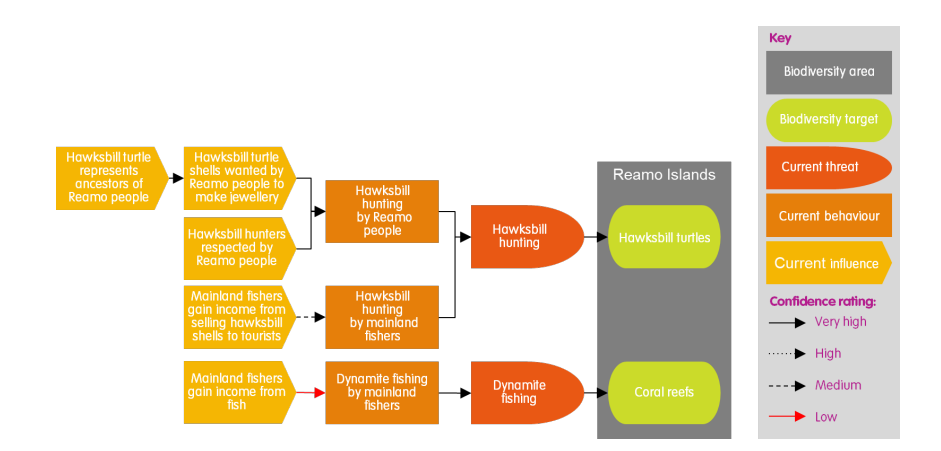 Key
Biodiversity area
Biodiversity target
Current threat
Current behaviour
Current influence
Confidence rating:
Very high
High
Medium
Low
Hawksbill turtle
represents
ancestors of
Reamo people
Hawksbill turtle
shells wanted by
Reamo people to
make jewellery
Hawksbill hunters
respected by
Reamo people
Mainland fishers
gain income from
selling hawksbill
shells to tourists
Mainland fishers
gain income from
fish
Hawksbill
hunting
by Reamo
people
Hawksbill
hunting
by mainland
fishers
Dynamite fishing
by mainland
fishers
Hawksbill
hunting
Dynamite
fishing
Reamo Islands
Hawksbill turtles
Coral reefs